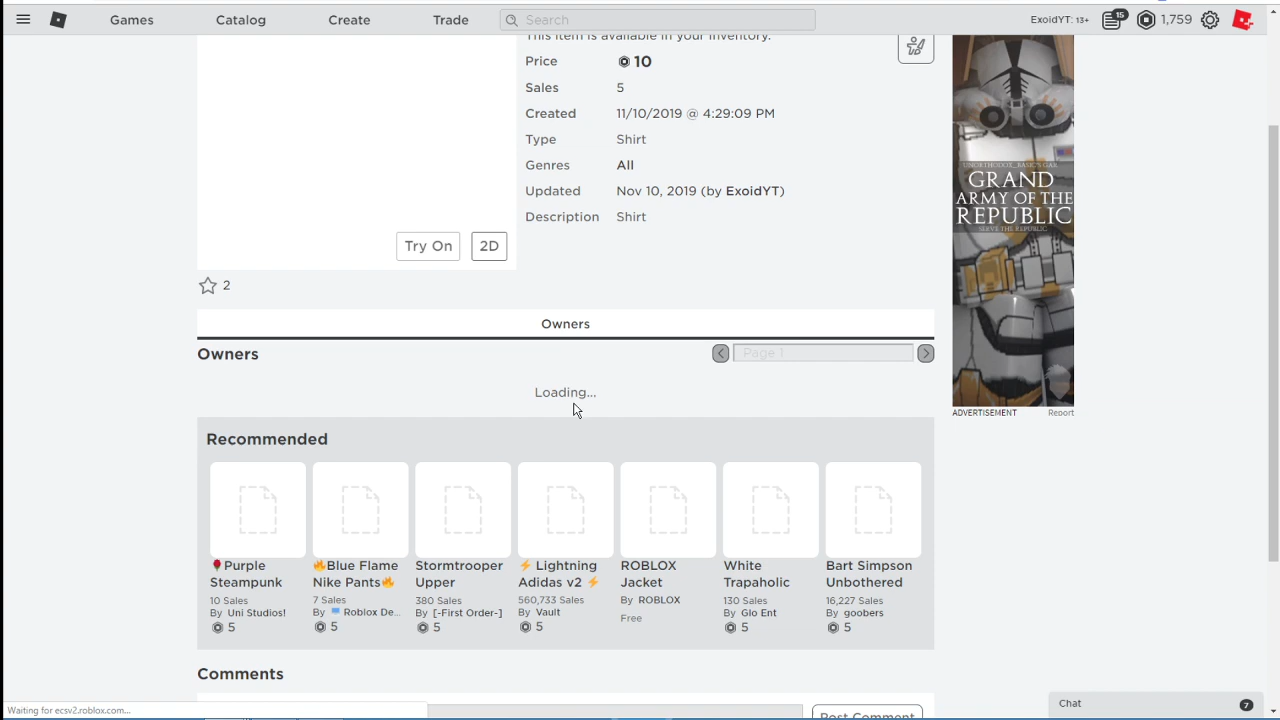 Games
Catalog
Create
Trade
Search
ExoidYT: 13+
15
1,759
This item is available in your inventory.
Price
10
Sales
5
Created
11/10/2019 @ 4:29:09 PM
Type
Shirt
Genres
All
Updated
Nov 10, 2019 (by ExoidYT)
Description
Shirt
Try On
2D
2
GRAND
ARMY OF THE
REPUBLIC
SERVE THE REPUBLIC
ADVERTISEMENT
Report
Owners
Owners
Page 1
Loading...
Recommended
Purple
Steampunk
10 Sales
By Uni Studios!
5
Blue Flame
Nike Pants
7 Sales
By Roblox De...
5
Stormtrooper
Upper
380 Sales
By [-First Order-]
5
Lightning
Adidas v2
560,733 Sales
By Vault
5
ROBLOX
Jacket
By ROBLOX
Free
White
Trapaholic
130 Sales
By Glo Ent
5
Bart Simpson
Unbothered
16,227 Sales
By goobers
5
Comments
Post Comment
Waiting for ecsv2.roblox.com...
Chat
7